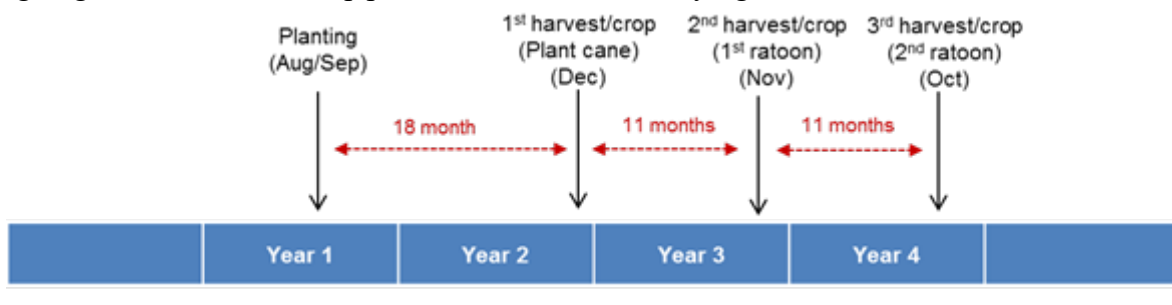 Planting
(Aug/Sep)
1st harvest/crop
(Plant cane)
(Dec)
2nd harvest/crop
(1st ratoon)
(Nov)
3rd harvest/crop
(2nd ratoon)
(Oct)
18 month
11 months
11 months
Year 1
Year 2
Year 3
Year 4